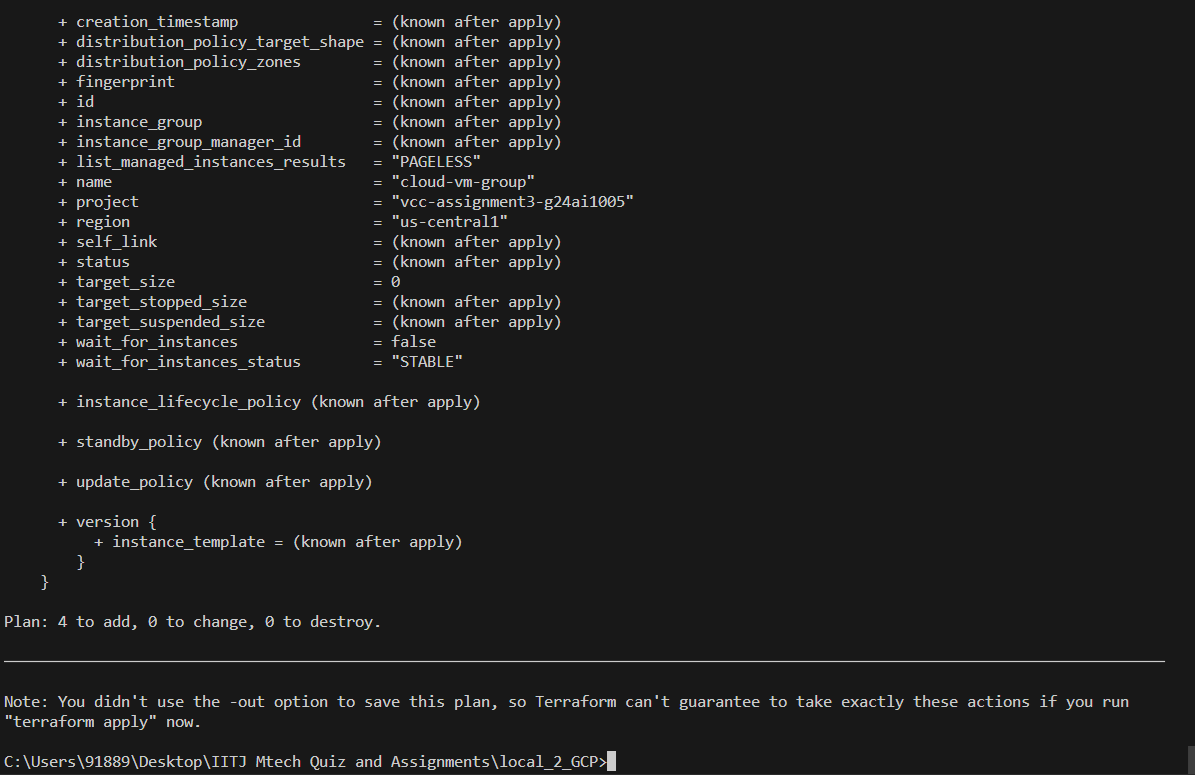 + creation_timestamp = (known after apply)
+ distribution_policy_target_shape = (known after apply)
+ distribution_policy_zones = (known after apply)
+ fingerprint = (known after apply)
+ id = (known after apply)
+ instance_group = (known after apply)
+ instance_group_manager_id = (known after apply)
+ list_managed_instances_results = "PAGELESS"
+ name = "cloud-vm-group"
+ project = "vcc-assignment3-g24ai1005"
+ region = "us-central1"
+ self_link = (known after apply)
+ status = (known after apply)
+ target_size = 0
+ target_stopped_size = (known after apply)
+ target_suspended_size = (known after apply)
+ wait_for_instances = false
+ wait_for_instances_status = "STABLE"
+ instance_lifecycle_policy (known after apply)
+ standby_policy (known after apply)
+ update_policy (known after apply)
+ version {
+ instance_template = (known after apply)
}
}
Plan: 4 to add, 0 to change, 0 to destroy.
Note: You didn't use the -out option to save this plan, so Terraform can't guarantee to take exactly these actions if you run
"terraform apply" now.
C:\Users\91889\Desktop\IITJ Mtech Quiz and Assignments\local_2_GCP>